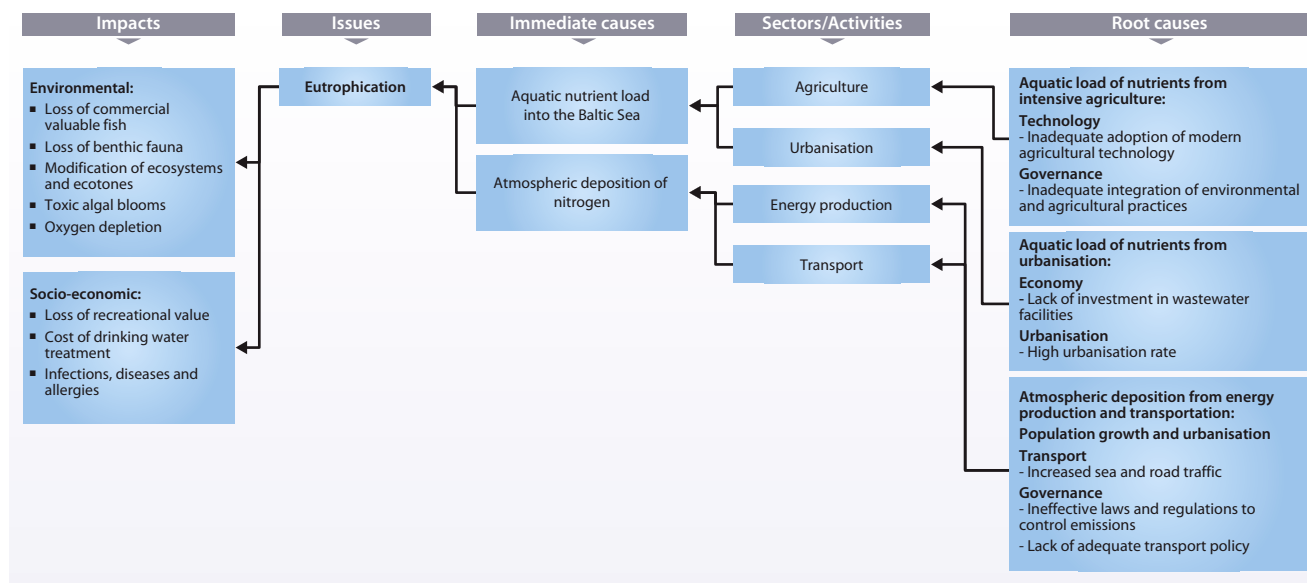 Impacts
Issues
Immediate causes
Sectors/Activities
Root causes
Environmental:
▪ Loss of commercial
valuable fish
▪ Loss of benthic fauna
▪ Modification of ecosystems
and ecotones
▪ Toxic algal blooms
▪ Oxygen depletion
Socio-economic:
▪ Loss of recreational value
▪ Cost of drinking water
treatment
▪ Infections, diseases and
allergies
Eutrophication
Aquatic nutrient load
into the Baltic Sea
Atmospheric deposition of
nitrogen
Agriculture
Urbanisation
Energy production
Transport
Aquatic load of nutrients from
intensive agriculture:
Technology
- Inadequate adoption of modern
agricultural technology
Governance
- Inadequate integration of environmental
and agricultural practices
Aquatic load of nutrients from
urbanisation:
Economy
- Lack of investment in wastewater
facilities
Urbanisation
- High urbanisation rate
Atmospheric deposition from energy
production and transportation:
Population growth and urbanisation
Transport
- Increased sea and road traffic
Governance
- Ineffective laws and regulations to
control emissions
- Lack of adequate transport policy